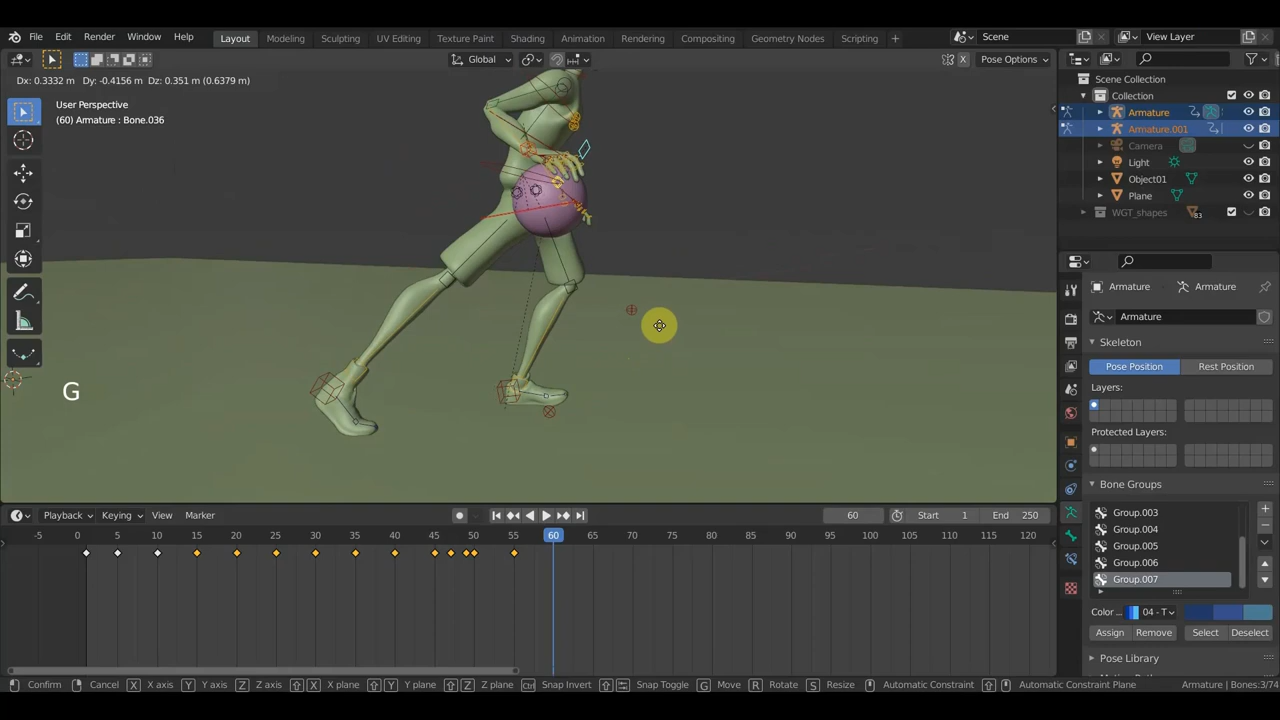 File Edit Render Window Help Layout Modeling Sculpting UV Editing Texture Paint Shading Animation Rendering Compositing Geometry Nodes Scripting + Scene View Layer
Global X Pose Options
Dx: 0.3332 m Dy: -0.4156 m Dz: 0.351 m (0.6379 m)
User Perspective
(60) Armature : Bone.036
G
Scene Collection
Collection
Armature
Armature.001
Camera
Light
Object01
Plane
WGT_shapes 83
Armature Armature
Armature
Skeleton
Pose Position Rest Position
Layers:
Protected Layers:
Bone Groups
Group.003
Group.004
Group.005
Group.006
Group.007
Color ... 04 - T
Assign Remove Select Deselect
Pose Library
Playback Keying View Marker 60 Start 1 End 250
-5 0 5 10 15 20 25 30 35 40 45 50 55 60 65 70 75 80 85 90 95 100 105 110 115 120
Confirm Cancel X X axis Y Y axis Z Z axis X X plane Y Y plane Z Z plane Ctrl Snap Invert Snap Toggle G Move R Rotate S Resize Automatic Constraint Automatic Constraint Plane Armature | Bones:3/74